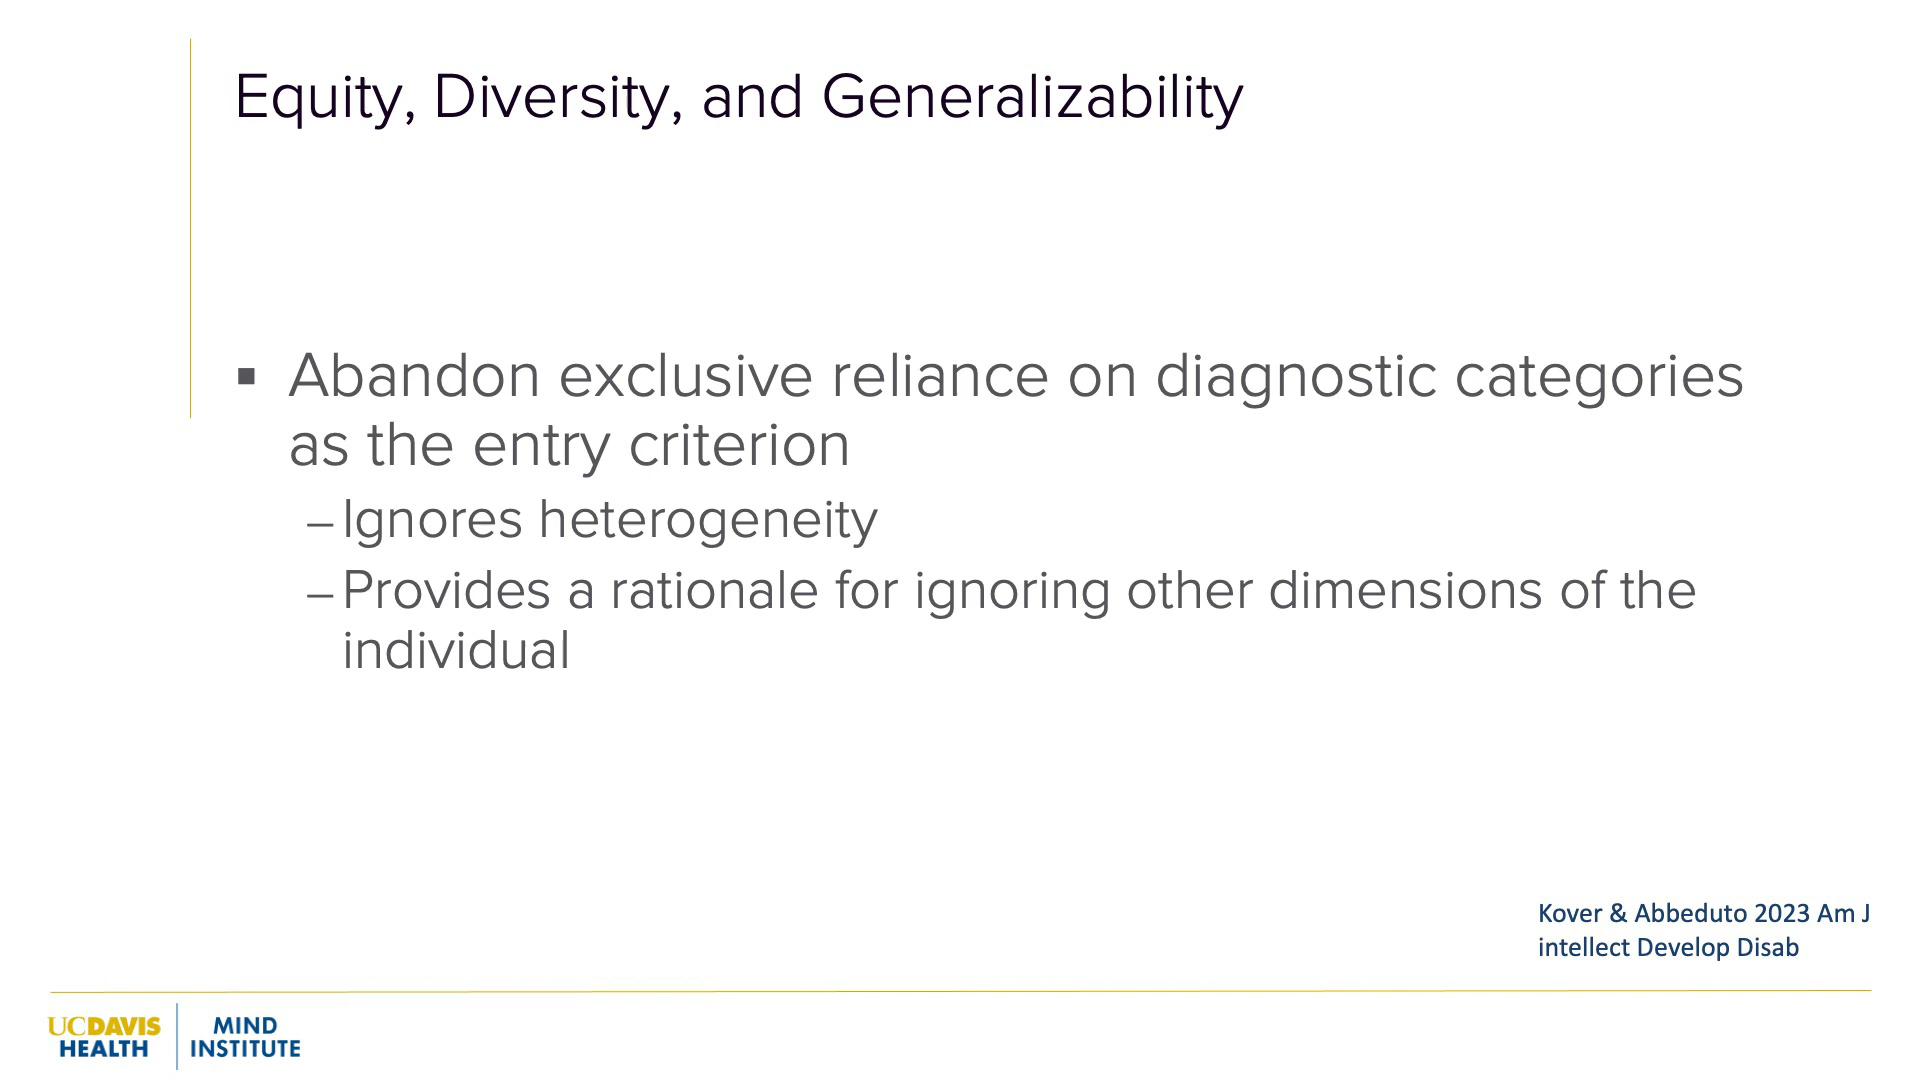 Equity, Diversity, and Generalizability
▪ Abandon exclusive reliance on diagnostic categories
as the entry criterion
– Ignores heterogeneity
– Provides a rationale for ignoring other dimensions of the
individual
Kover & Abbeduto 2023 Am J
intellect Develop Disab
UCDAVIS
HEALTH
MIND
INSTITUTE